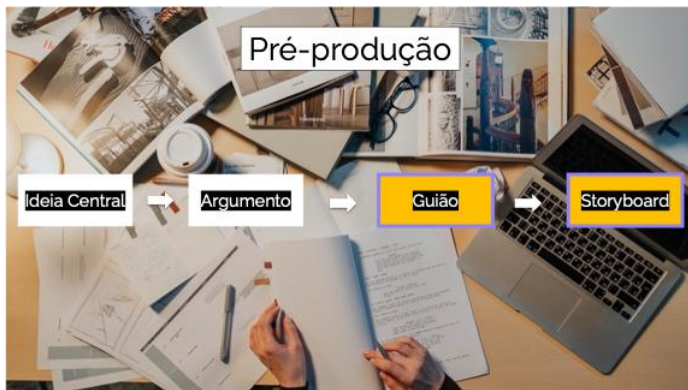 Pré-produção
Ideia Central
Argumento
Guião
Storyboard